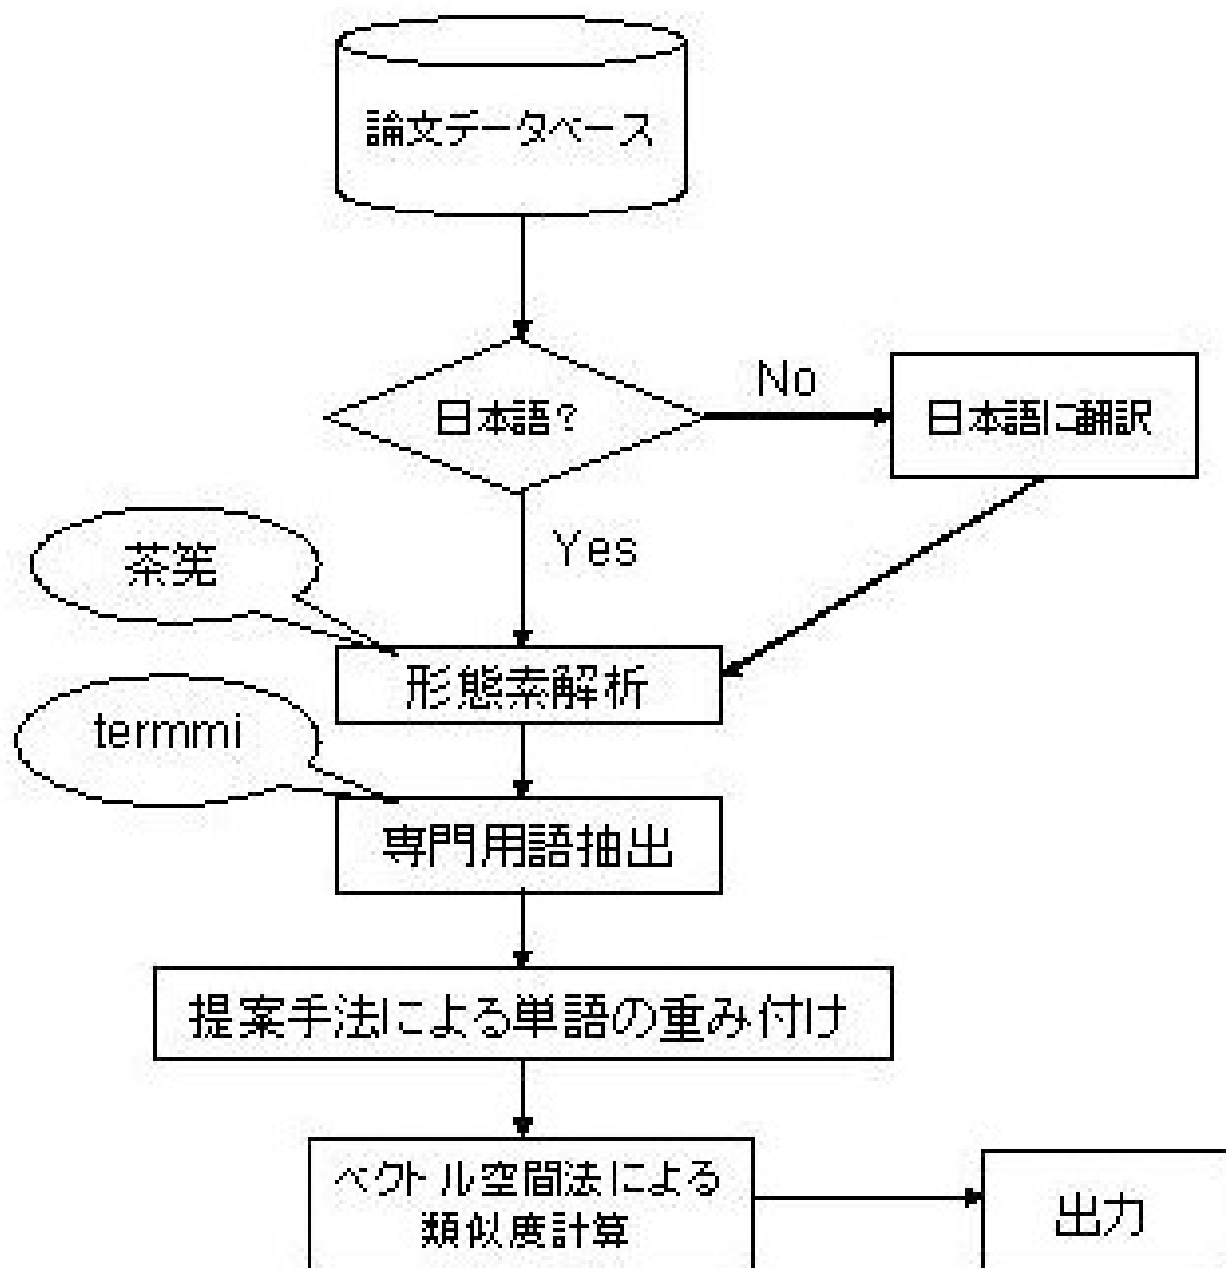 論文データベース
日本語?
No
日本語に翻訳
Yes
茶筅
形態素解析
termmi
専門用語抽出
提案手法による単語の重み付け
ベクトル空間法による
類似度計算
出力